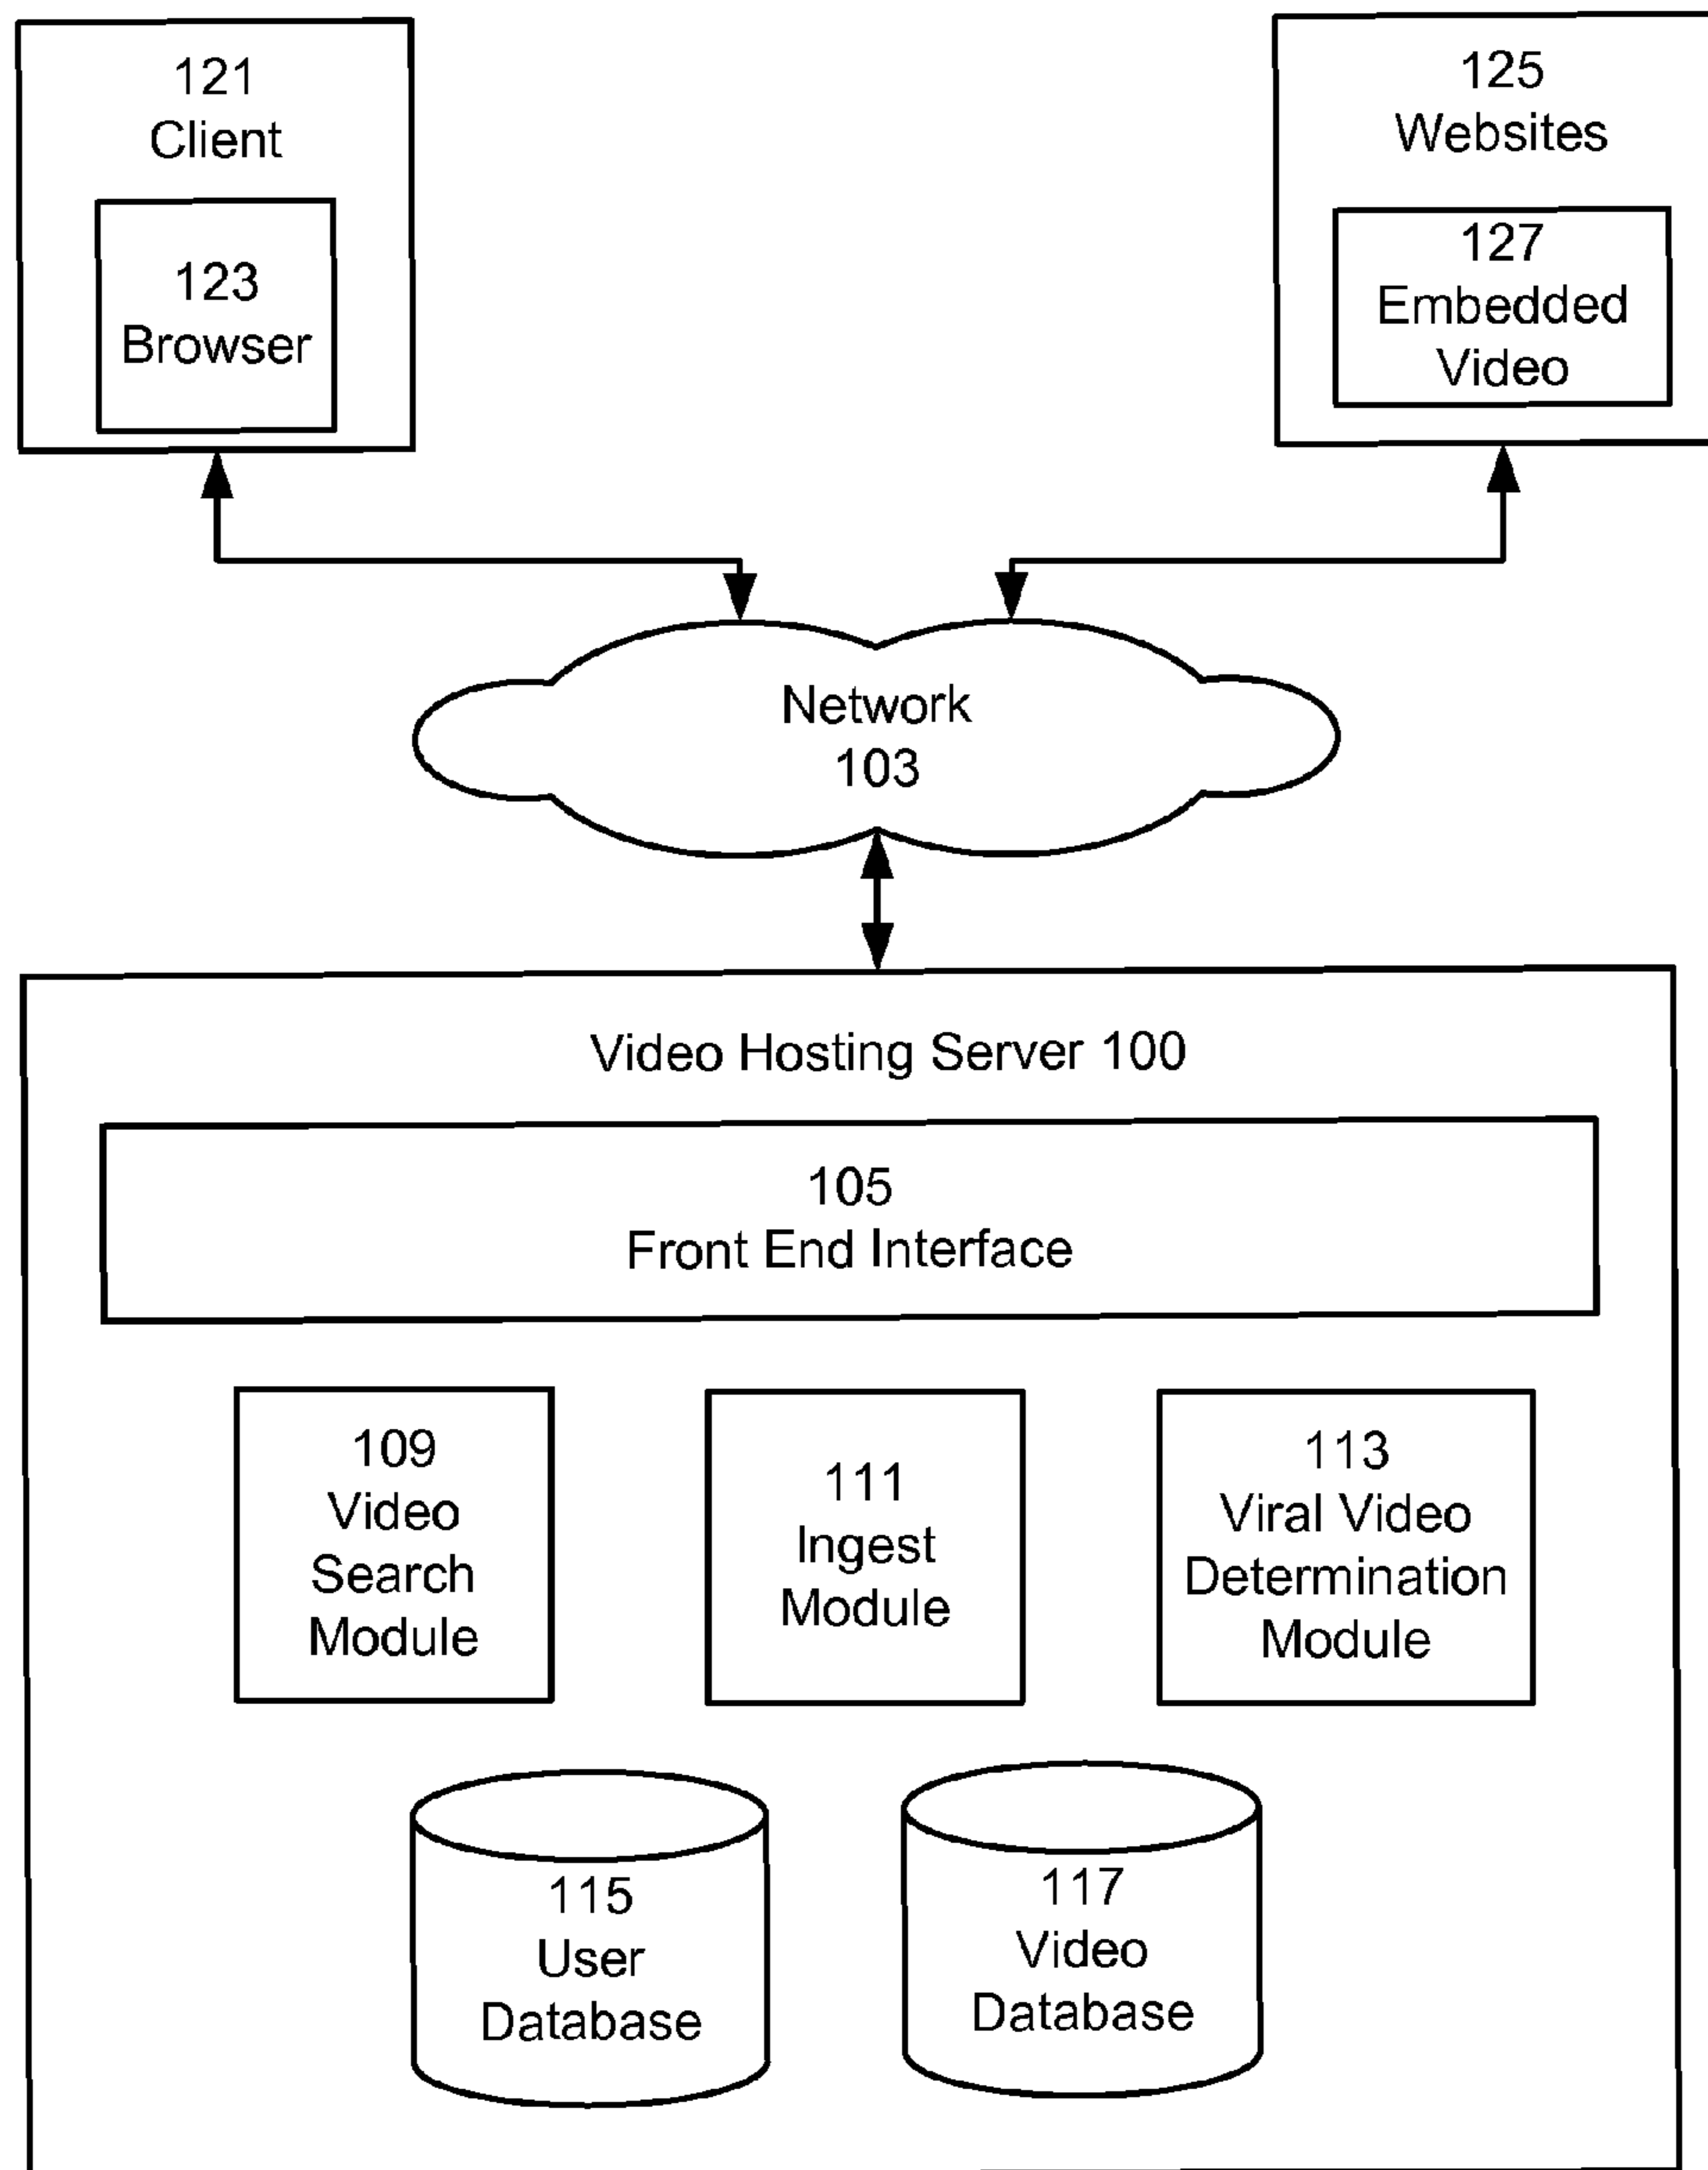 121
Client
123
Browser
125
Websites
127
Embedded
Video
Network
103
Video Hosting Server 100
105
Front End Interface
109
Video
Search
Module
111
Ingest
Module
113
Viral Video
Determination
Module
115
User
Database
117
Video
Database